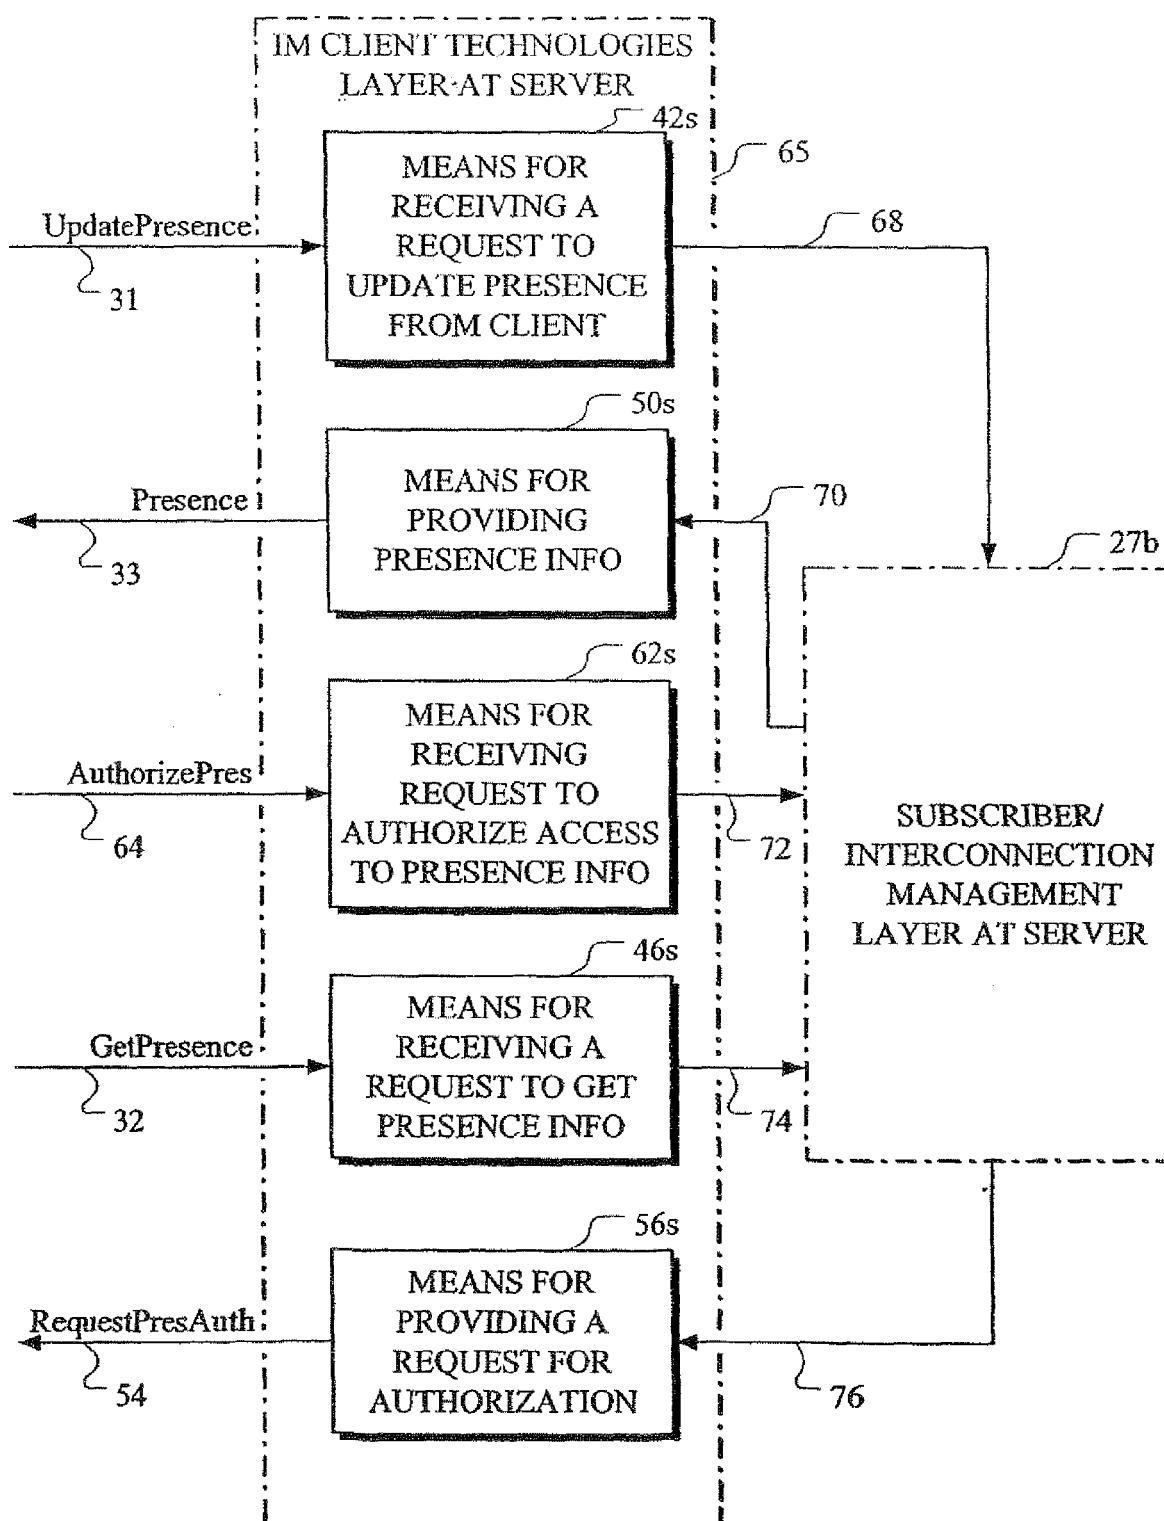 IM CLIENT TECHNOLOGIES
LAYER AT SERVER
42s
65
MEANS FOR
RECEIVING A
REQUEST TO
UPDATE PRESENCE
FROM CLIENT
UpdatePresence
31
68
50s
MEANS FOR
PROVIDING
PRESENCE INFO
Presence
33
70
27b
62s
MEANS FOR
RECEIVING
REQUEST TO
AUTHORIZE ACCESS
TO PRESENCE INFO
AuthorizePres
64
72
SUBSCRIBER/
INTERCONNECTION
MANAGEMENT
LAYER AT SERVER
46s
MEANS FOR
RECEIVING A
REQUEST TO GET
PRESENCE INFO
GetPresence
32
74
56s
MEANS FOR
PROVIDING A
REQUEST FOR
AUTHORIZATION
RequestPresAuth
54
76